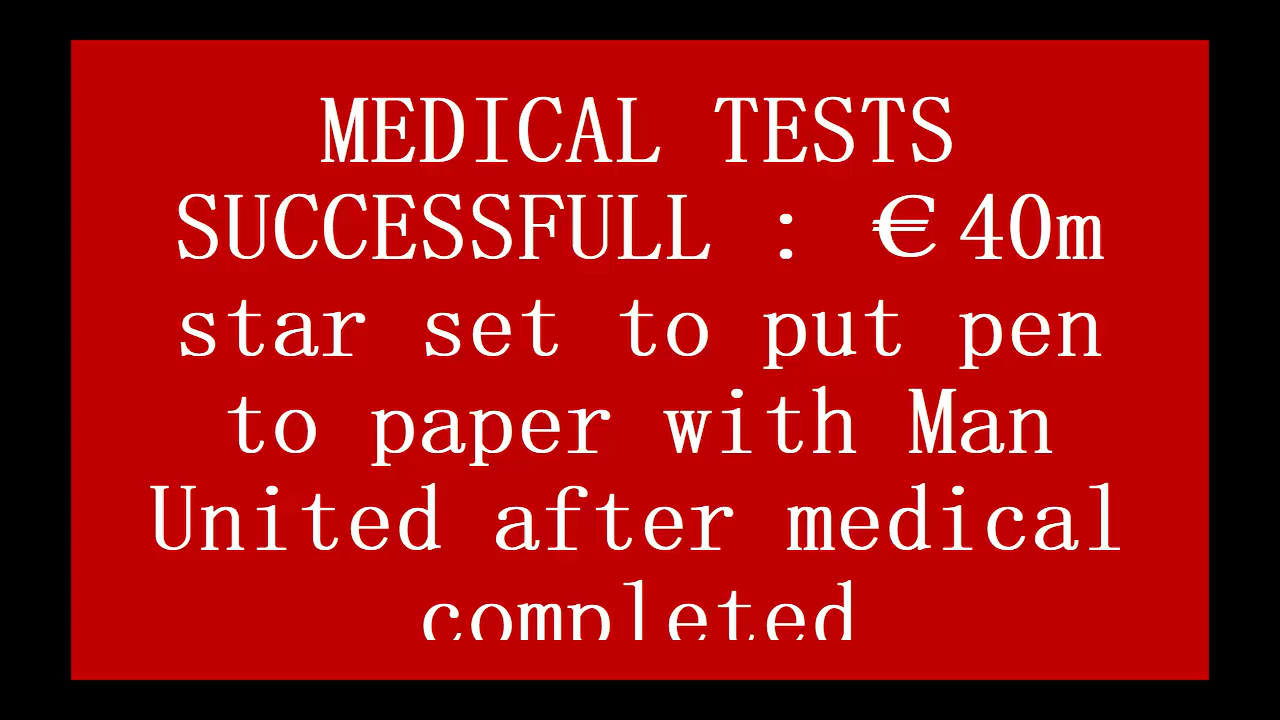 MEDICAL TESTS
SUCCESSFULL : €40m
star set to put pen
to paper with Man
United after medical
completed